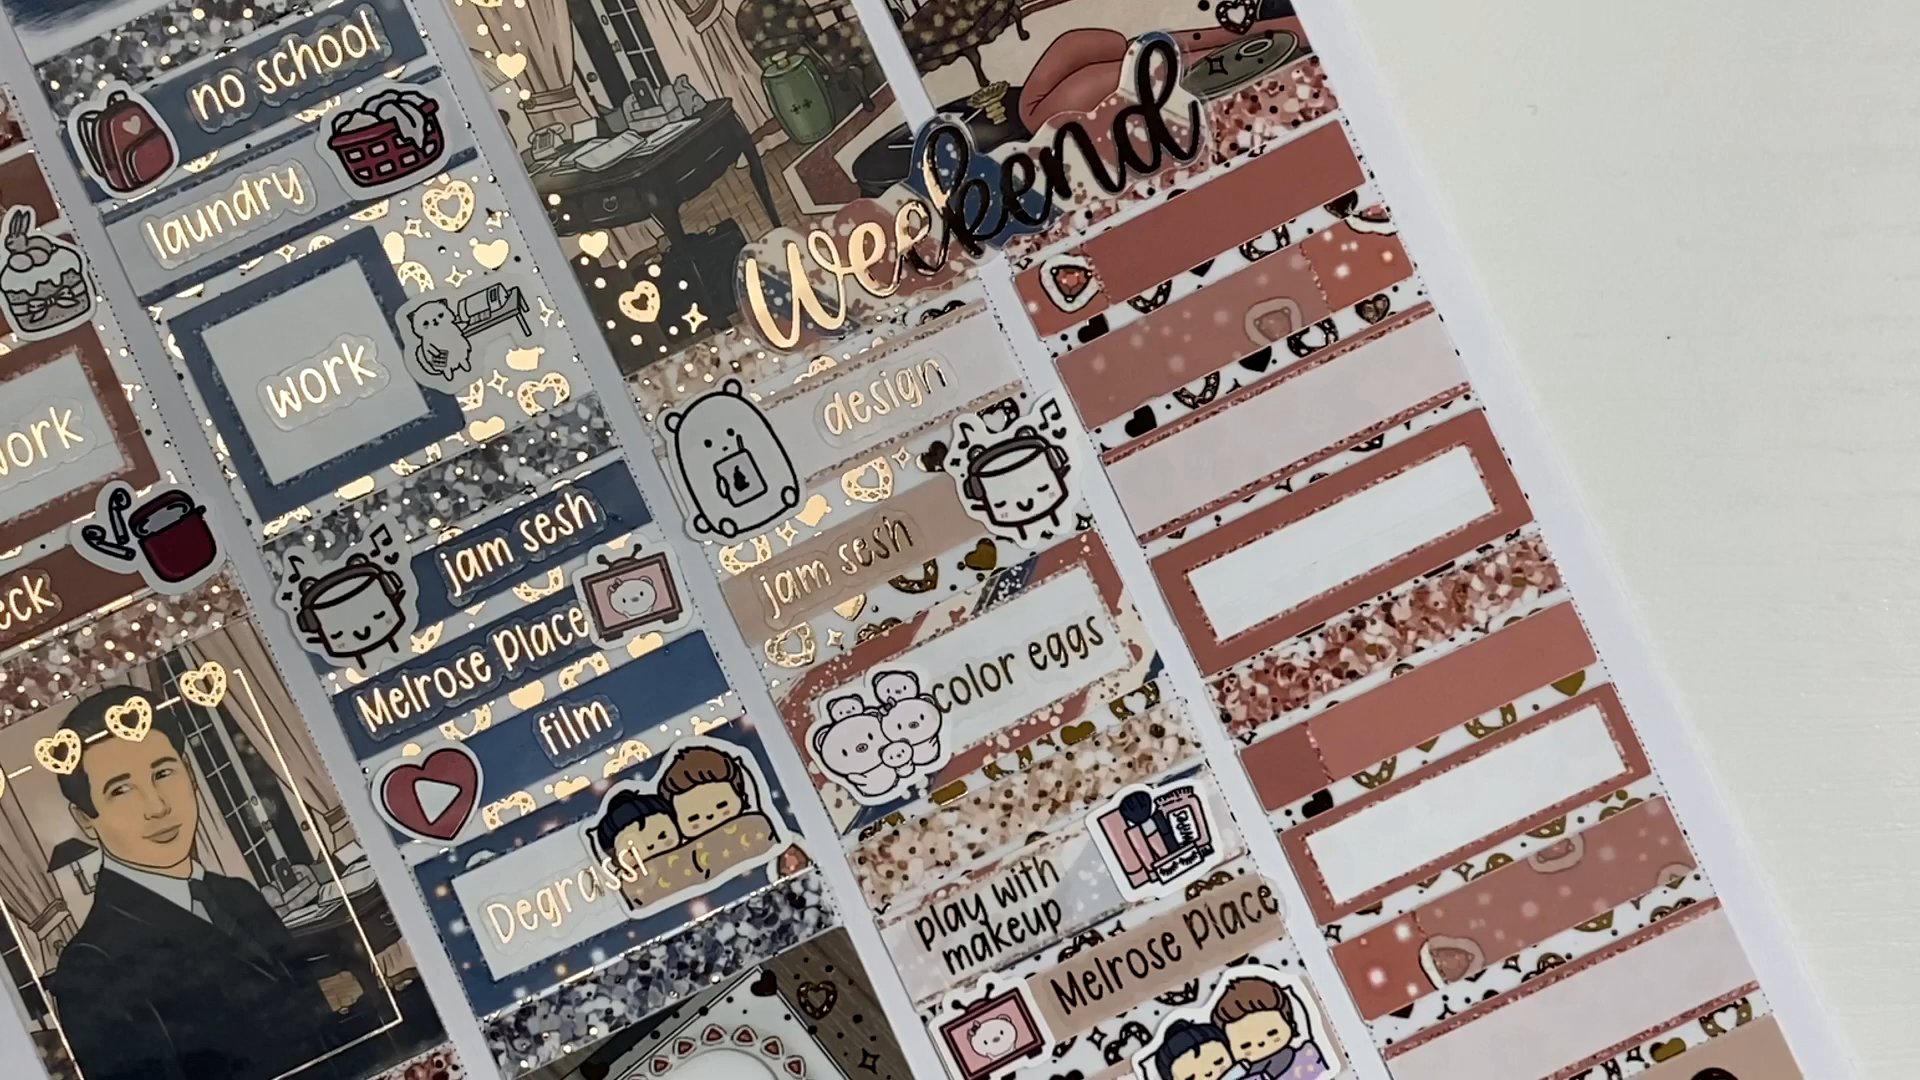 no school
laundry
work
work
eck
jam sesh
Melrose Place
film
Degrassi
Weekend
design
jam sesh
color eggs
play with
makeup
Melrose Place